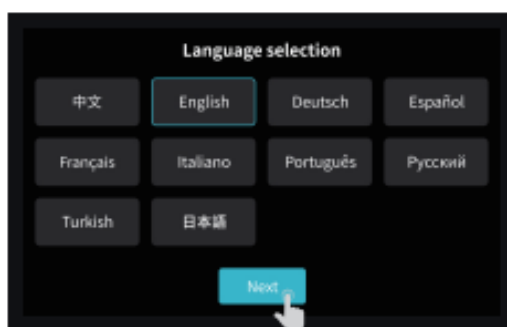 Language selection
中文 English Deutsch Español
Français Italiano Português Русский
Turkish 日本語
Next